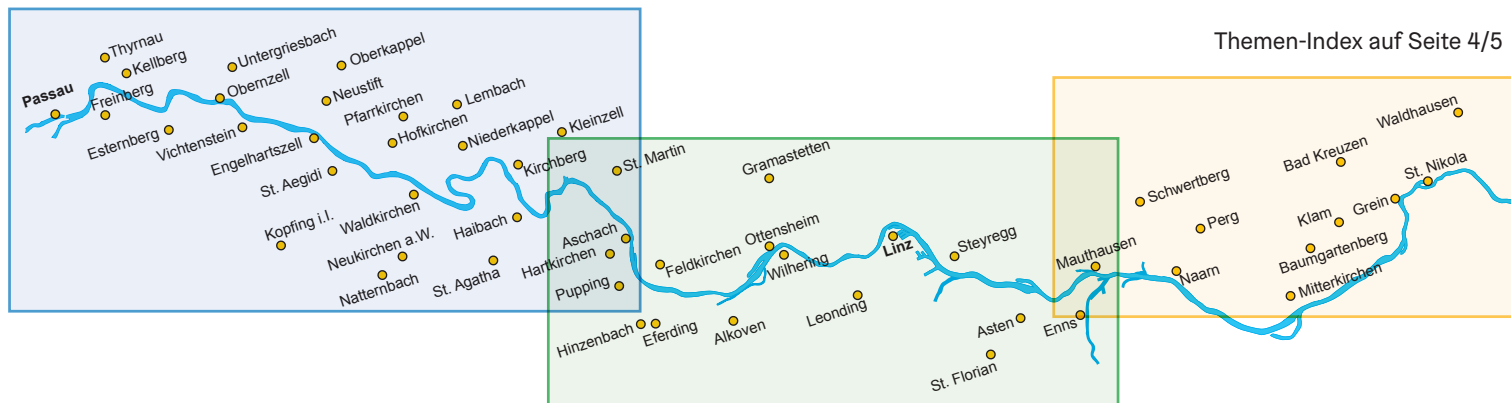 Themen-Index auf Seite 4/5
Thyrnau
Kellberg
Untergriesbach
Oberkappel
Passau
Freinberg
Obernzell
Neustift
Pfarrkirchen
Lembach
Esternberg
Vichtenstein
Engelhartszell
Hofkirchen
Niederkappel
Kleinzell
St. Aegidi
Kirchberg
St. Martin
Kopfing i.I.
Waldkirchen
Haibach
Neukirchen a.W.
Natternbach
St. Agatha
Aschach
Hartkirchen
Pupping
Hinzenbach
Eferding
Feldkirchen
Gramastetten
Ottensheim
Wilhering
Alkoven
Linz
Leonding
Steyregg
Asten
St. Florian
Enns
Mauthausen
Schwertberg
Perg
Naarn
Waldhausen
Bad Kreuzen
St. Nikola
Klam
Grein
Baumgartenberg
Mitterkirchen